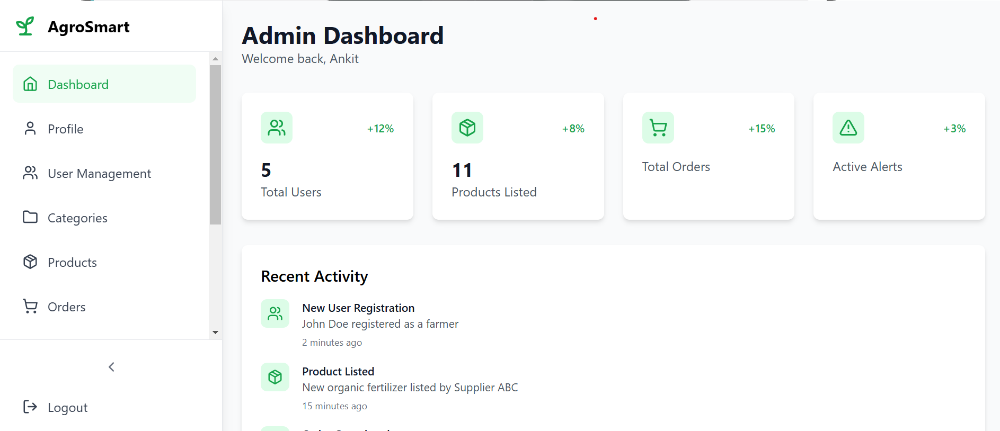 AgroSmart
Dashboard
Profile
User Management
Categories
Products
Orders
Logout
Admin Dashboard
Welcome back, Ankit
+12%
5
Total Users
+8%
11
Products Listed
+15%
Total Orders
+3%
Active Alerts
Recent Activity
New User Registration
John Doe registered as a farmer
2 minutes ago
Product Listed
New organic fertilizer listed by Supplier ABC
15 minutes ago